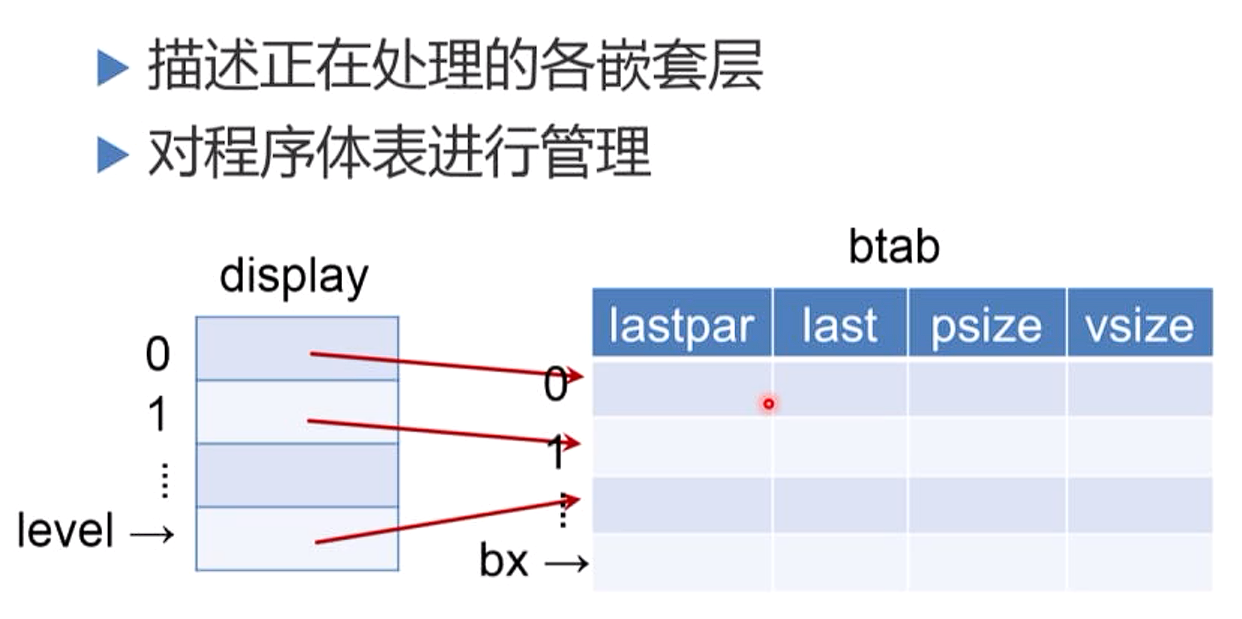 描述正在处理的各嵌套层
对程序体表进行管理
display
0
1
⋮
level →
btab
lastpar last psize vsize
0
1
⋮
bx →